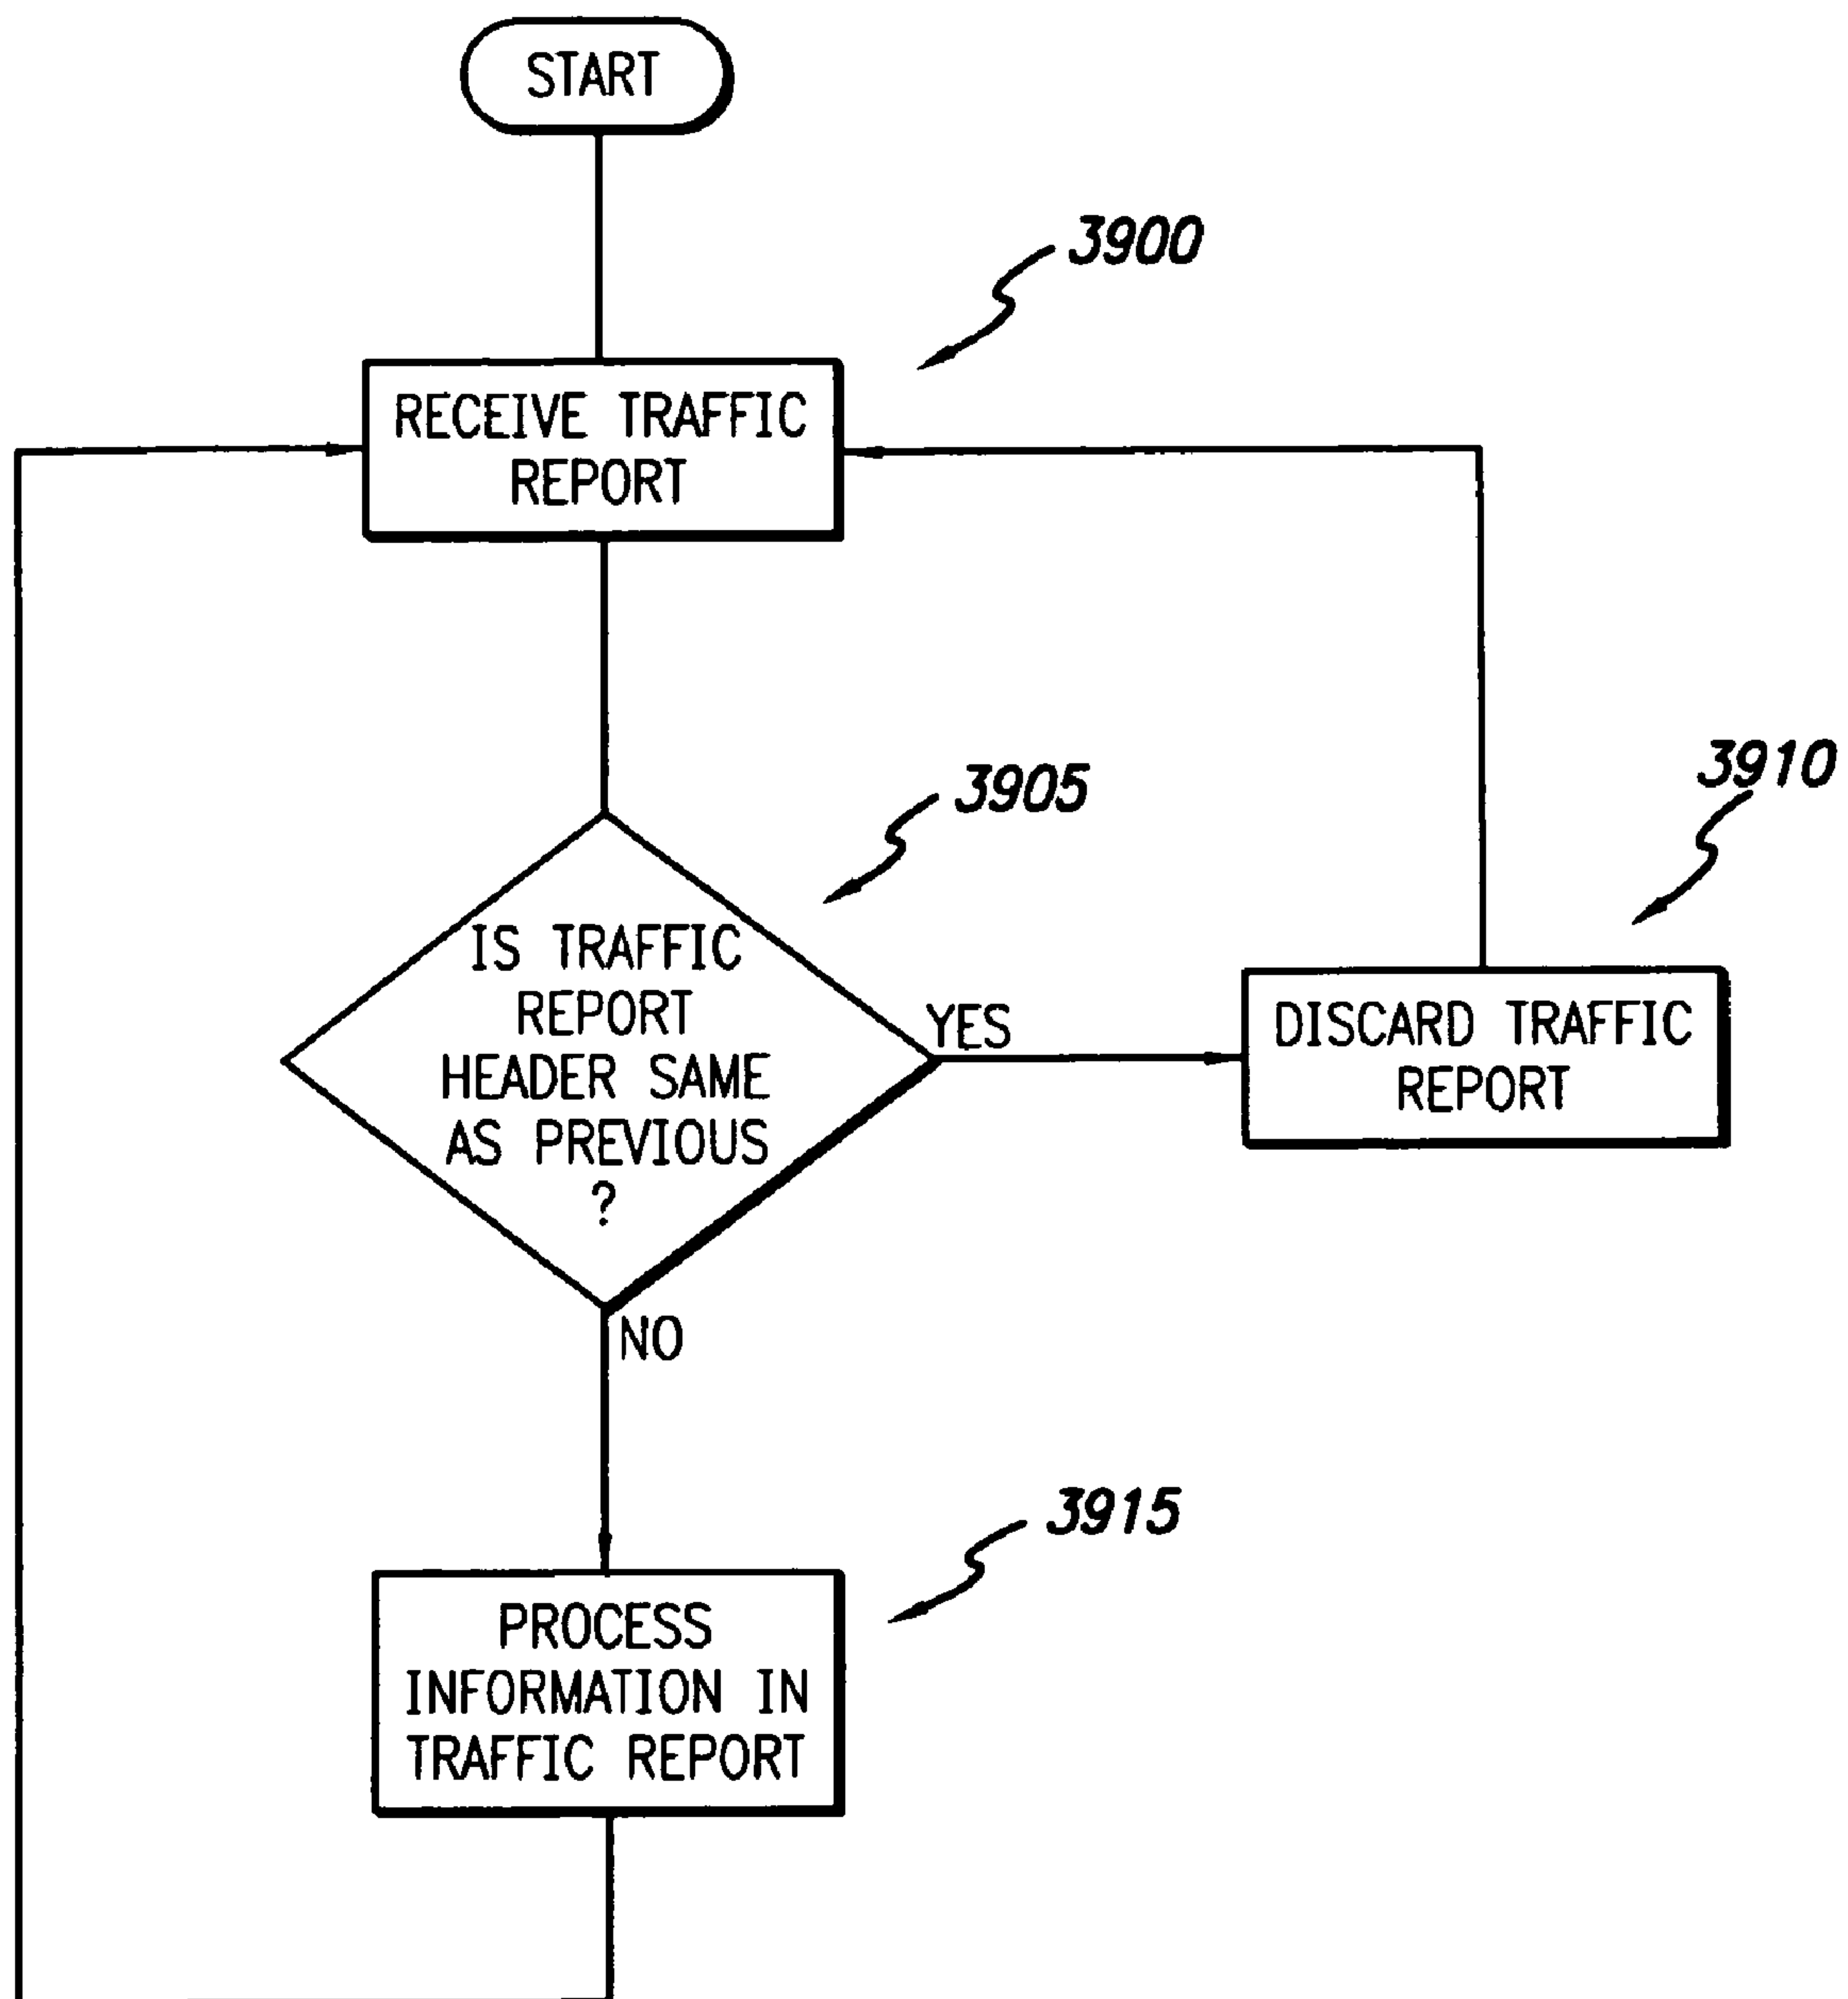 START
3900
RECEIVE TRAFFIC
REPORT
3905
3910
IS TRAFFIC
REPORT
HEADER SAME
AS PREVIOUS
?
YES
DISCARD TRAFFIC
REPORT
NO
3915
PROCESS
INFORMATION IN
TRAFFIC REPORT